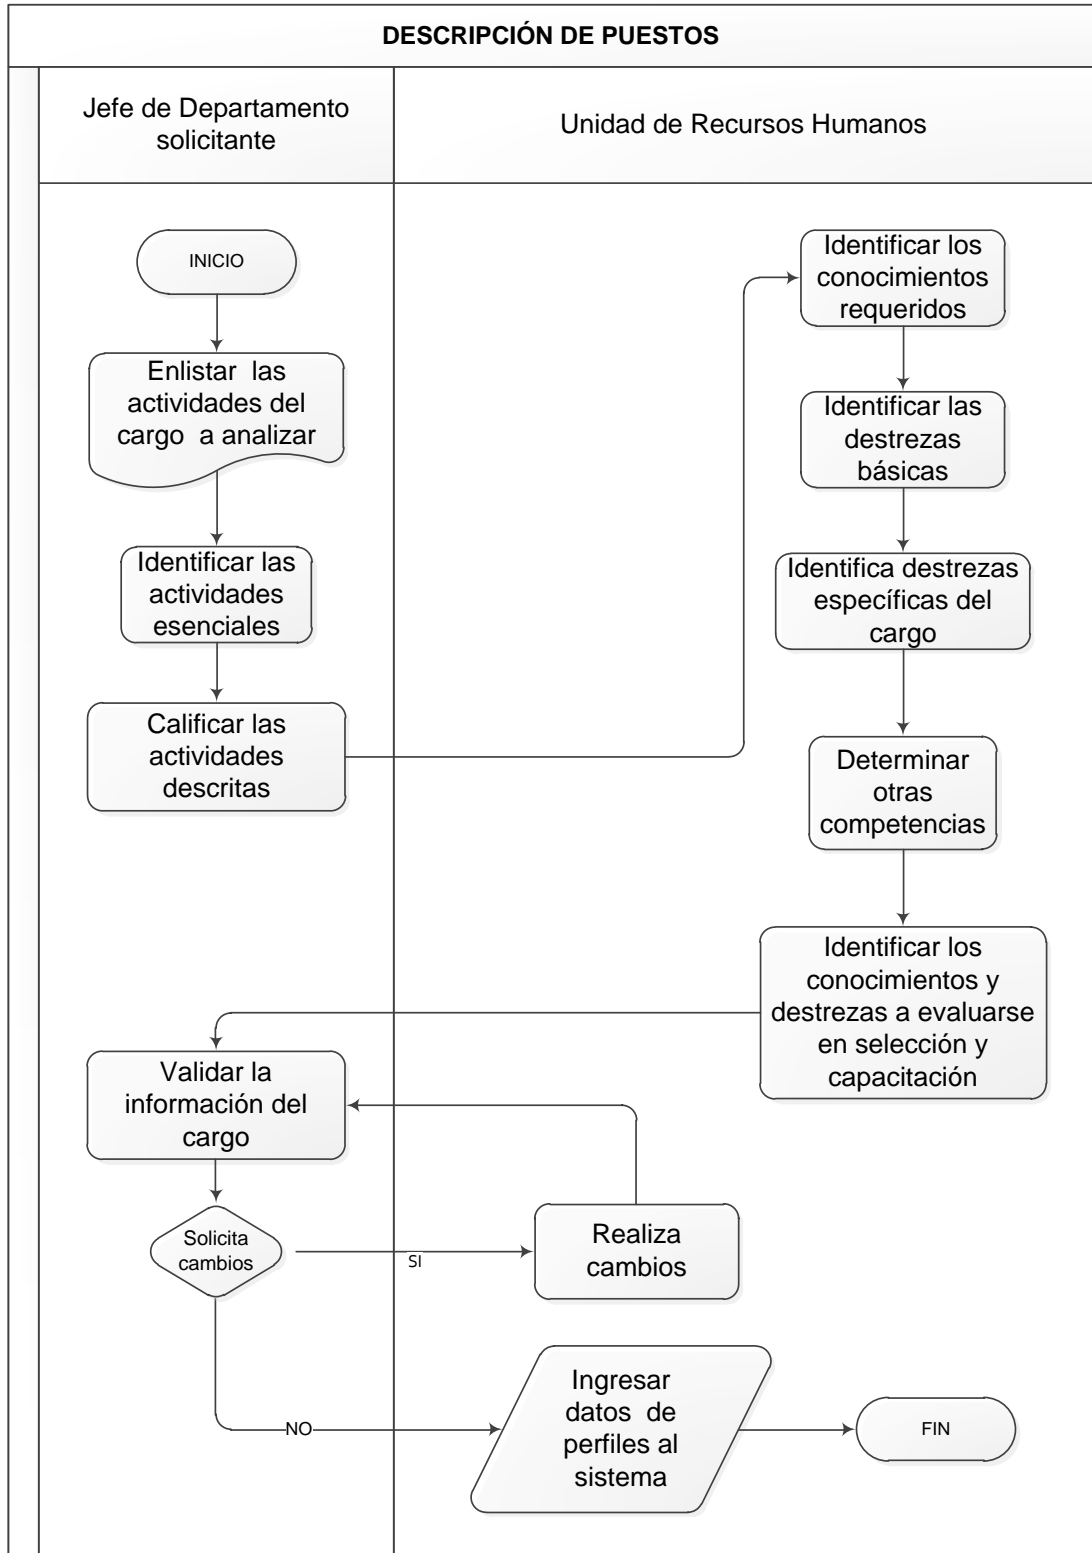 DESCRIPCIÓN DE PUESTOS
Jefe de Departamento
solicitante
Unidad de Recursos Humanos
INICIO
Enlistar las
actividades del
cargo a analizar
Identificar las
actividades
esenciales
Calificar las
actividades
descritas
Identificar los
conocimientos
requeridos
Identificar las
destrezas
básicas
Identifica destrezas
específicas del
cargo
Determinar
otras
competencias
Identificar los
conocimientos y
destrezas a evaluarse
en selección y
capacitación
Validar la
información del
cargo
Solicita
cambios
SI
Realiza
cambios
NO
Ingresar
datos de
perfiles al
sistema
FIN